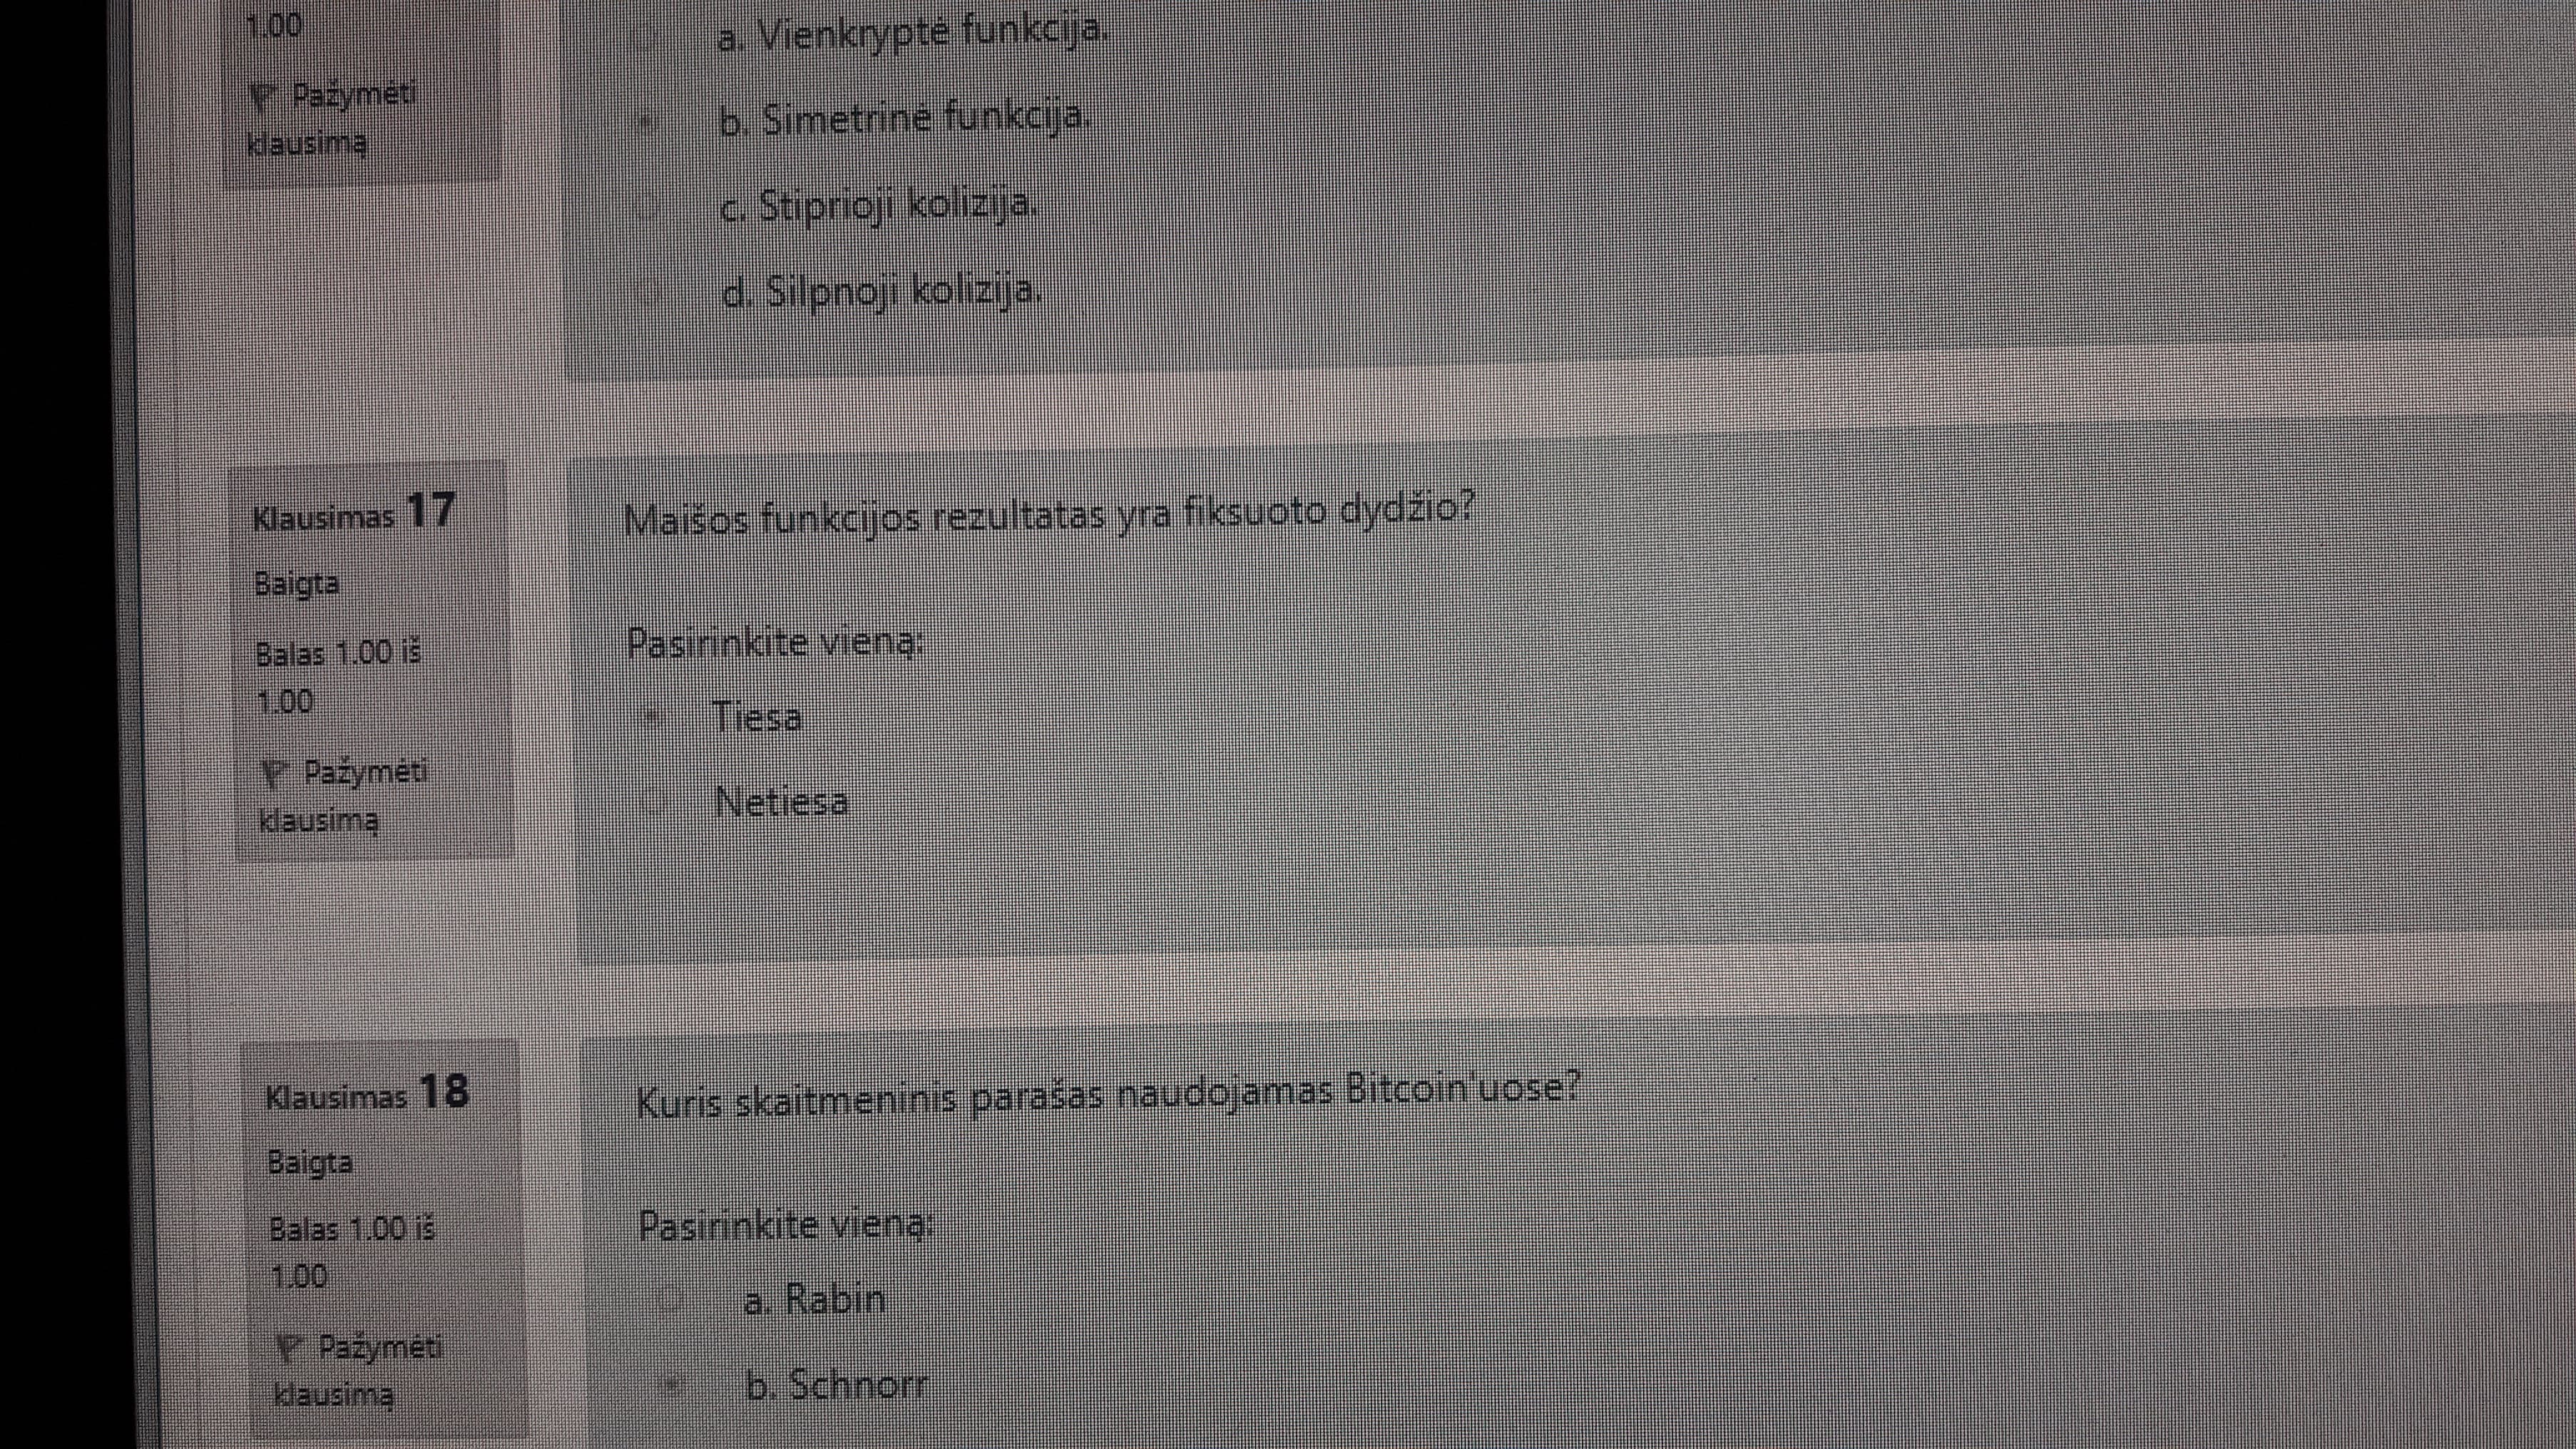 1.00
Pažymėti
klausimą
a. Vienkryptė funkcija.
b. Simetrinė funkcija.
c. Stiprioji kolizija.
d. Silpnoji kolizija.
Klausimas 17
Baigta
Balas 1.00 iš
1.00
Pažymėti
klausimą
Maišos funkcijos rezultatas yra fiksuoto dydžio?
Pasirinkite vieną:
Tiesa
Netiesa
Klausimas 18
Baigta
Balas 1.00 iš
1.00
Pažymėti
klausimą
Kuris skaitmeninis parašas naudojamas Bitcoin'uose?
Pasirinkite vieną:
a. Rabin
b. Schnorr